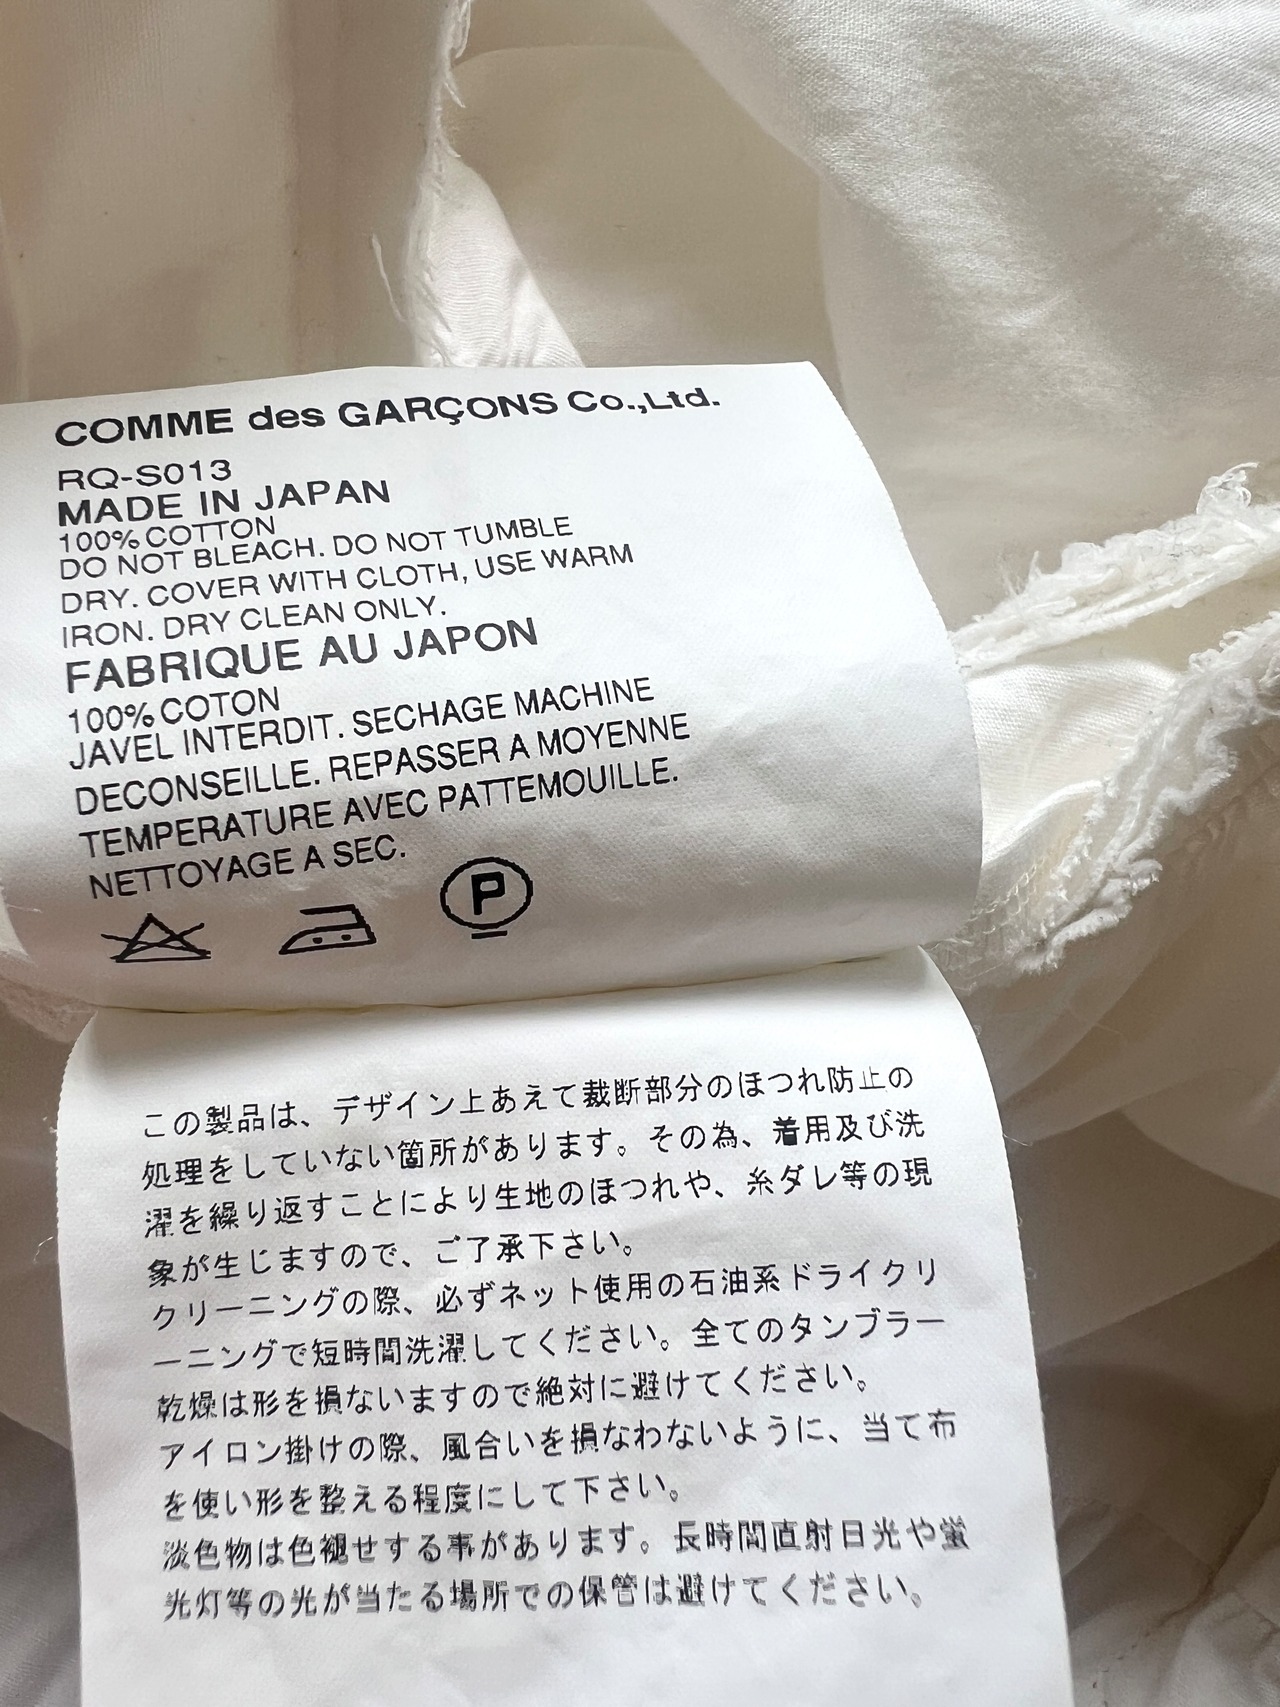 COMME des GARÇONS Co.,Ltd.
RQ-S013
MADE IN JAPAN
100% COTTON
DO NOT BLEACH. DO NOT TUMBLE
DRY. COVER WITH CLOTH, USE WARM
IRON. DRY CLEAN ONLY.
FABRIQUE AU JAPON
100% COTON
JAVEL INTERDIT. SECHAGE MACHINE
DECONSEILLE. REPASSER A MOYENNE
TEMPERATURE AVEC PATTEMOUILLE.
NETTOYAGE A SEC.
P
この製品は、デザイン上あえて裁断部分のほつれ防止の
処理をしていない箇所があります。その為、着用及び洗
濯を繰り返すことにより生地のほつれや、糸ダレ等の現
象が生じますので、ご了承下さい。
クリーニングの際、必ずネット使用の石油系ドライクリ
ーニングで短時間洗濯してください。全てのタンブラー
乾燥は形を損ないますので絶対に避けてください。
アイロン掛けの際、風合いを損なわないように、当て布
を使い形を整える程度にして下さい。
淡色物は色褪せする事があります。長時間直射日光や蛍
光灯等の光が当たる場所での保管は避けてください。